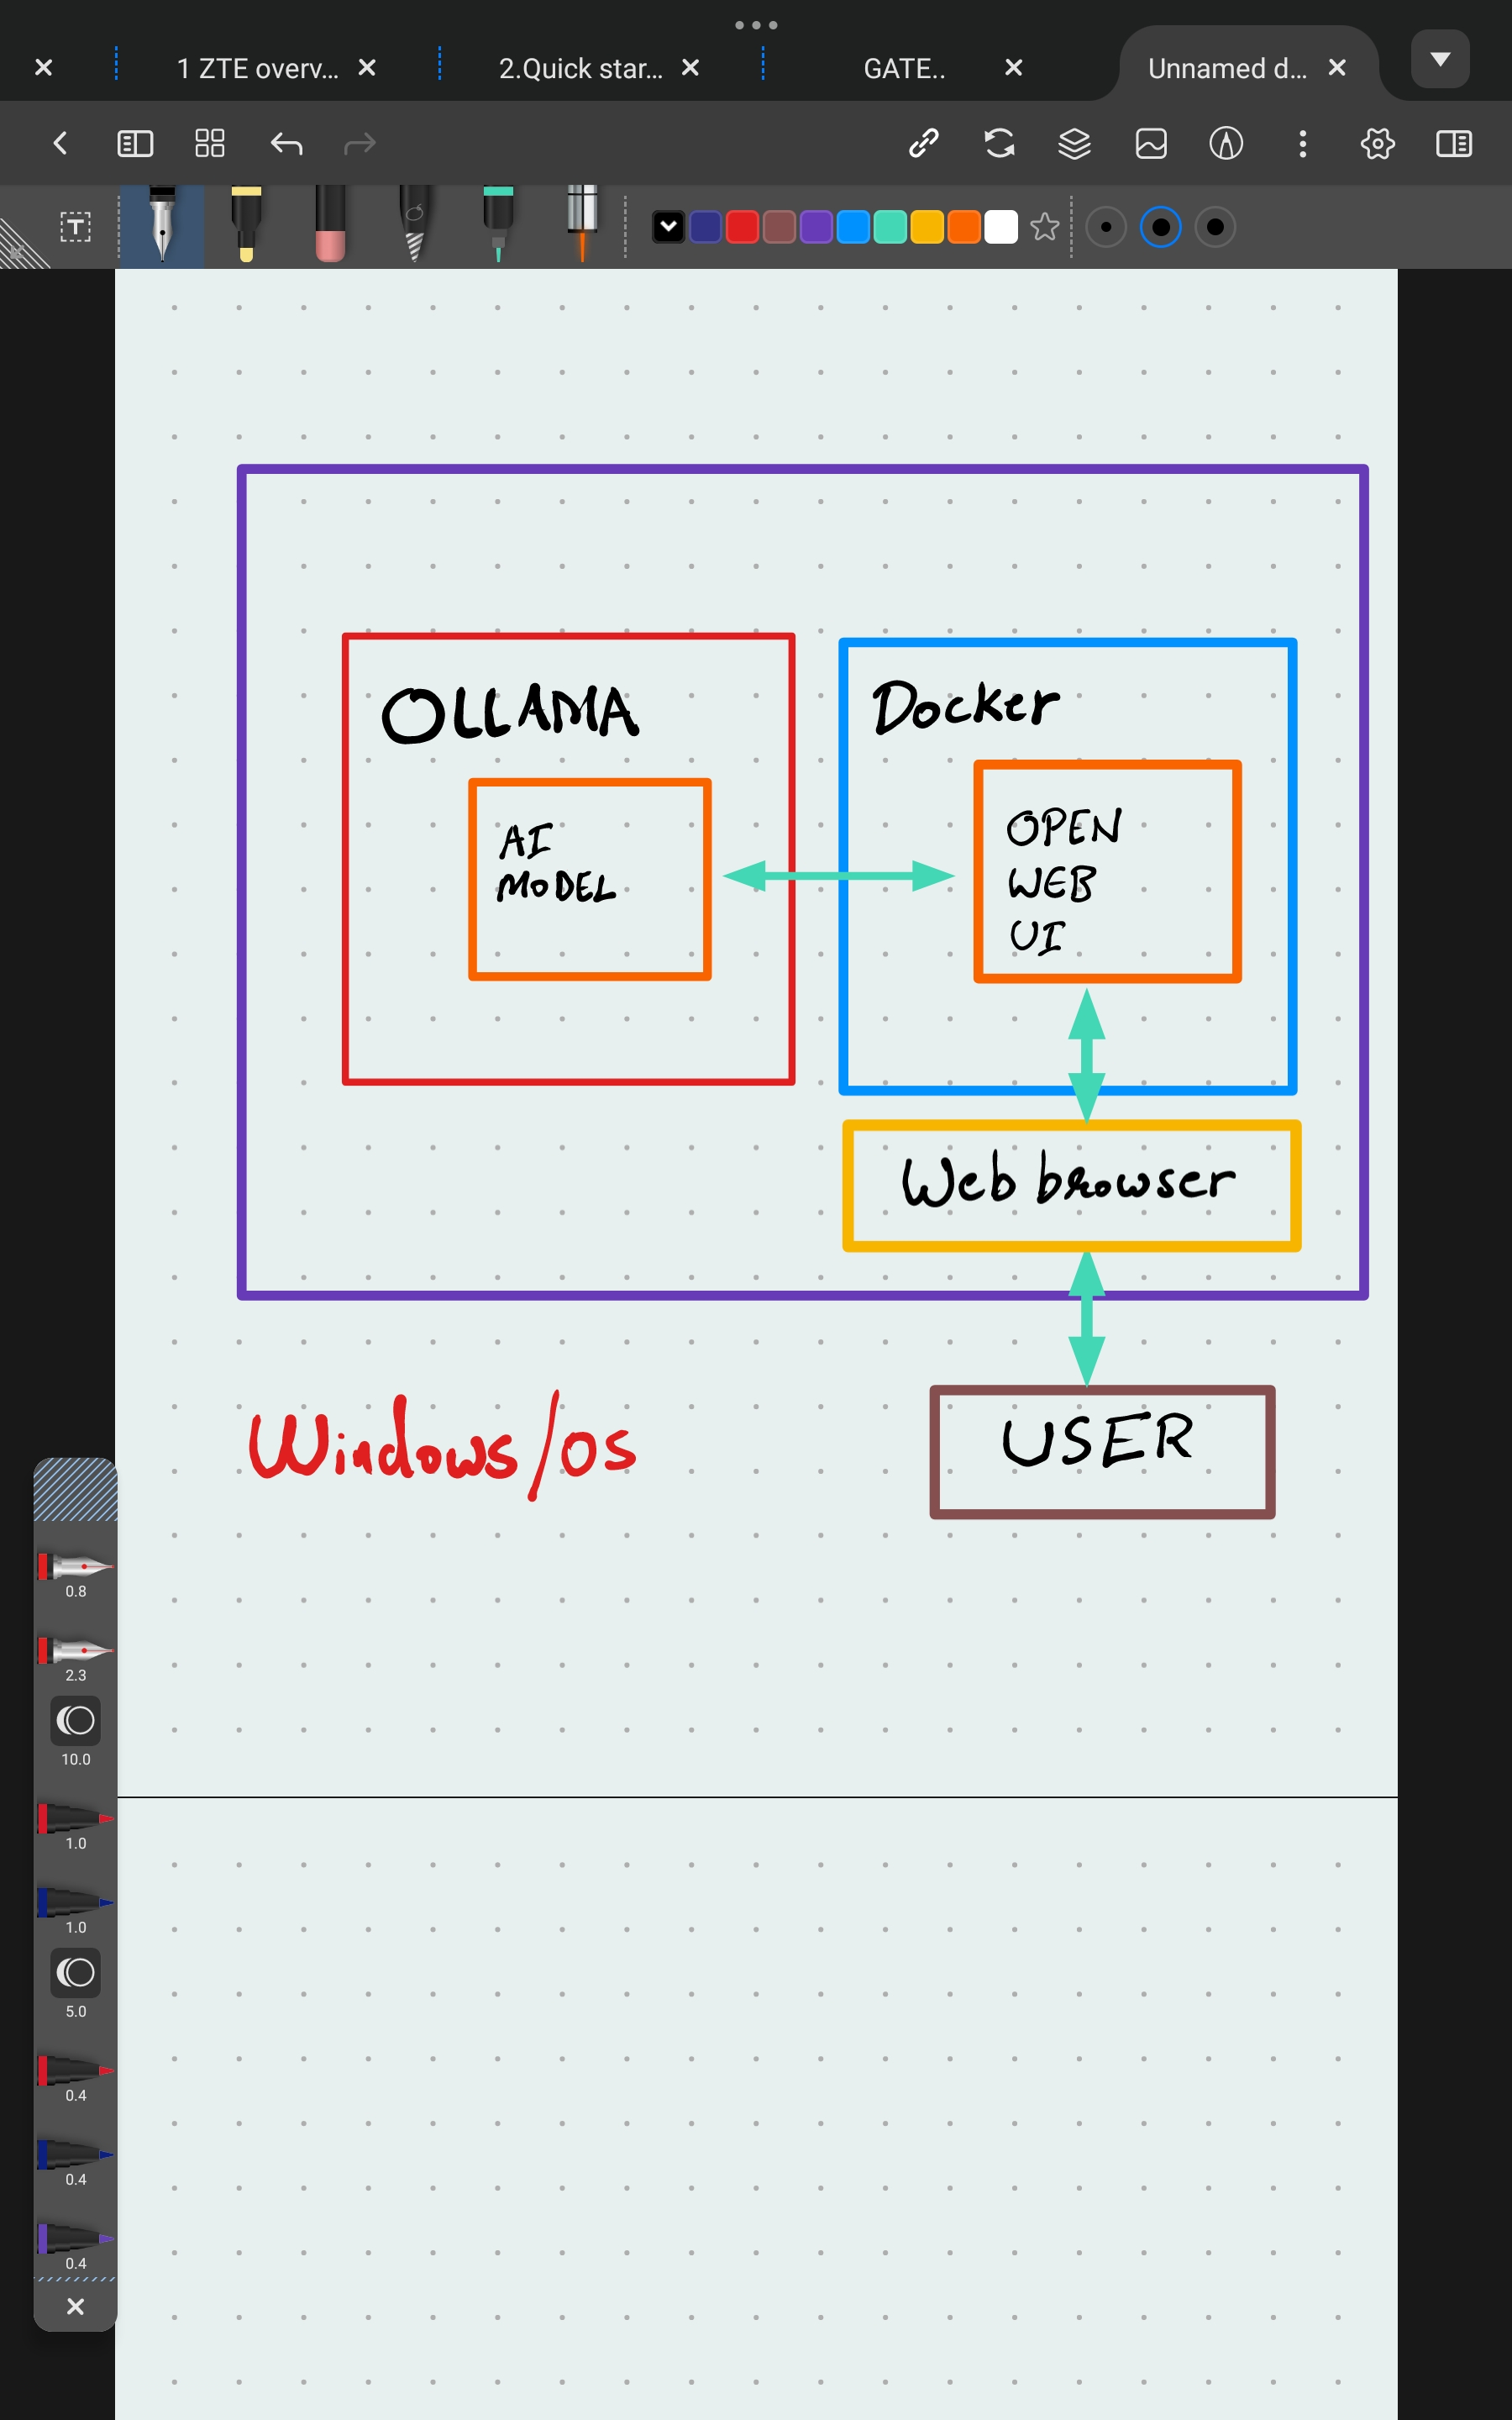 1 ZTE overv...
2.Quick star...
GATE..
Unnamed d...
T
OLLAMA
Docker
AI
MODEL
OPEN
WEB
UI
Web browser
Windows/os
USER
0.8
2.3
10.0
1.0
1.0
5.0
0.4
0.4
0.4